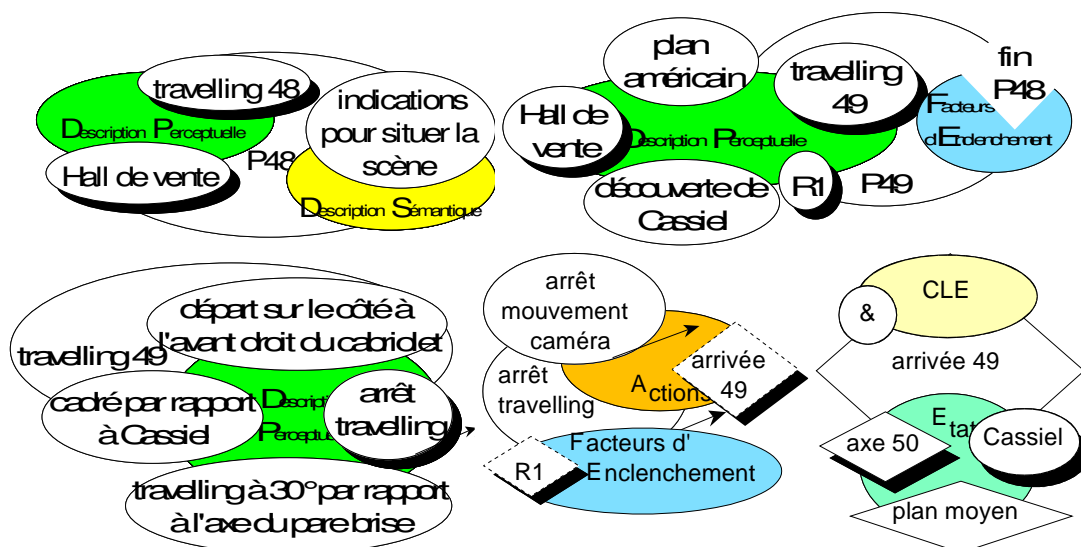 travelling 48
Description Perceptuelle
Hall de vente
P48
indications
pour situer la
scène
Description Sémantique
plan
américain
Hall de
vente
travelling
49
Description Perceptuelle
découverte de
Cassiel
R1
P49
fin
P48
Facteurs
d'Enclenchement
travelling 49
départ sur le côté à
l'avant droit du cabriolet
cadré par rapport
à Cassiel
Description
Perceptuelle
arrêt
travelling
travelling à 30° par rapport
à l'axe du pare brise
arrêt
mouvement
caméra
arrêt
travelling
Actions
arrivée
49
R1
Facteurs d'
Enclenchement
CLE
&
arrivée 49
Etat
axe 50
Cassiel
plan moyen